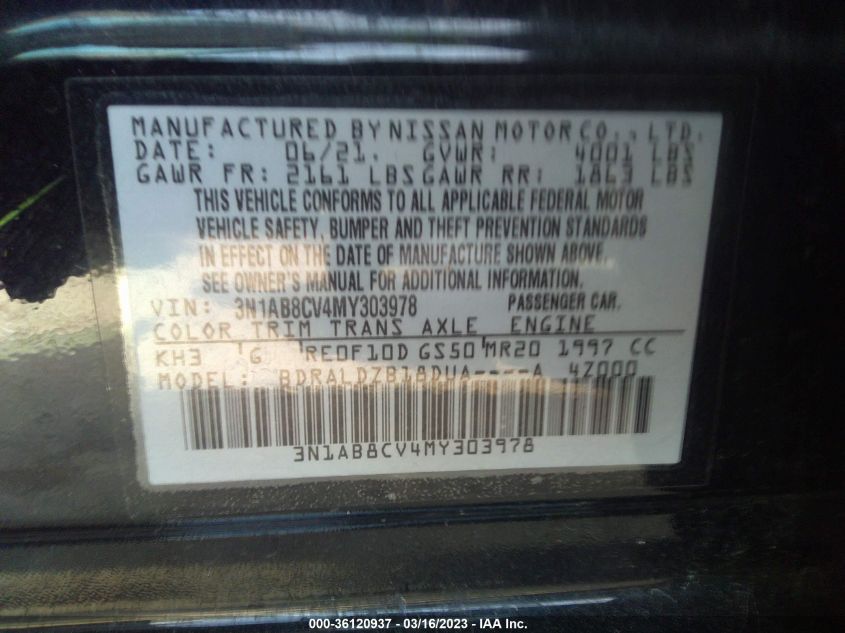 MANUFACTURED BY NISSAN MOTOR CO., LTD.
DATE: 06/21. GVWR: 4001 LBS
GAWR FR: 2161 LBS GAWR RR: 1863 LBS
THIS VEHICLE CONFORMS TO ALL APPLICABLE FEDERAL MOTOR
VEHICLE SAFETY, BUMPER AND THEFT PREVENTION STANDARDS
IN EFFECT ON THE DATE OF MANUFACTURE SHOWN ABOVE.
SEE OWNER'S MANUAL FOR ADDITIONAL INFORMATION.
VIN: 3N1AB8CV4MY303978 PASSENGER CAR.
COLOR TRIM TRANS AXLE ENGINE
KH3 'G 'RE0F10D GS50'MR20 1997 CC
MODEL: BDRALDZB18DUA----A 4Z000
3N1AB8CV4MY303978
000-36120937 - 03/16/2023 - IAA Inc.